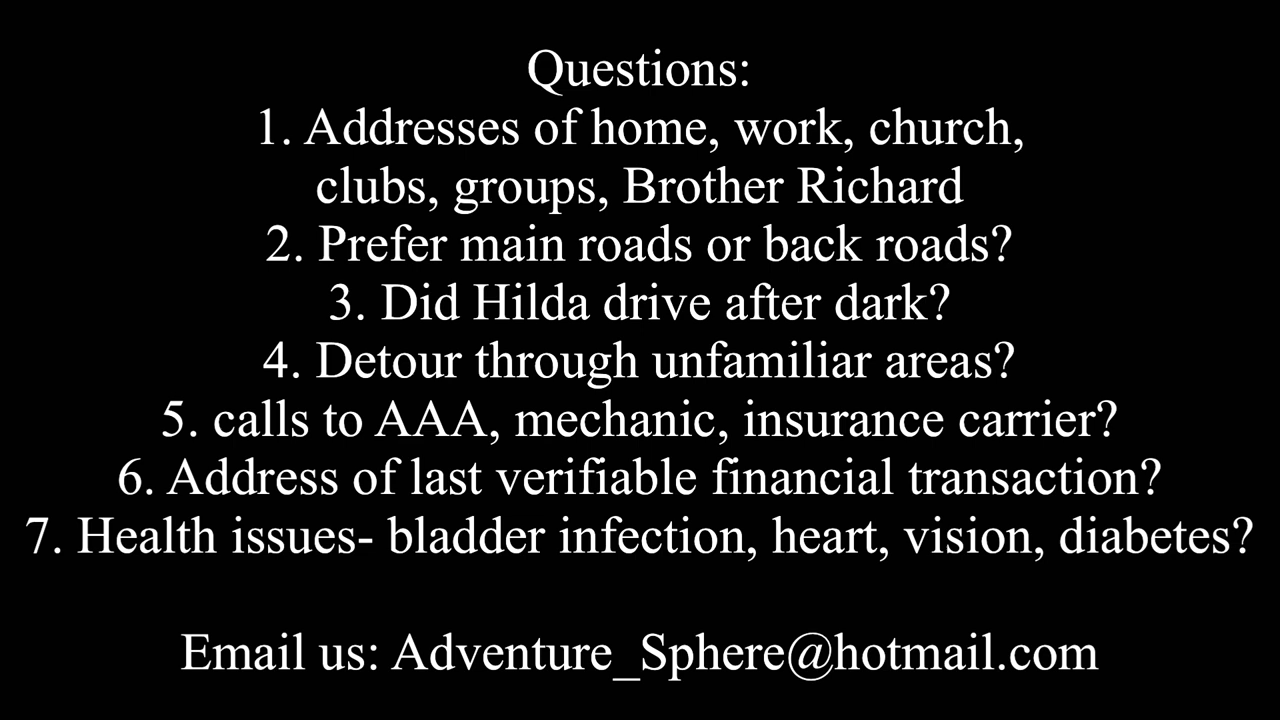 Questions:
1. Addresses of home, work, church,
clubs, groups, Brother Richard
2. Prefer main roads or back roads?
3. Did Hilda drive after dark?
4. Detour through unfamiliar areas?
5. calls to AAA, mechanic, insurance carrier?
6. Address of last verifiable financial transaction?
7. Health issues- bladder infection, heart, vision, diabetes?
Email us: Adventure_Sphere@hotmail.com